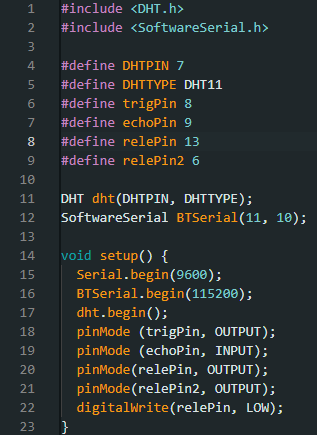 1 #include <DHT.h>
2 #include <SoftwareSerial.h>
3
4 #define DHTPIN 7
5 #define DHTTYPE DHT11
6 #define trigPin 8
7 #define echoPin 9
8 #define relePin 13
9 #define relePin2 6
10
11 DHT dht(DHTPIN, DHTTYPE);
12 SoftwareSerial BTSerial(11, 10);
13
14 void setup() {
15   Serial.begin(9600);
16   BTSerial.begin(115200);
17   dht.begin();
18   pinMode (trigPin, OUTPUT);
19   pinMode (echoPin, INPUT);
20   pinMode(relePin, OUTPUT);
21   pinMode(relePin2, OUTPUT);
22   digitalWrite(relePin, LOW);
23 }